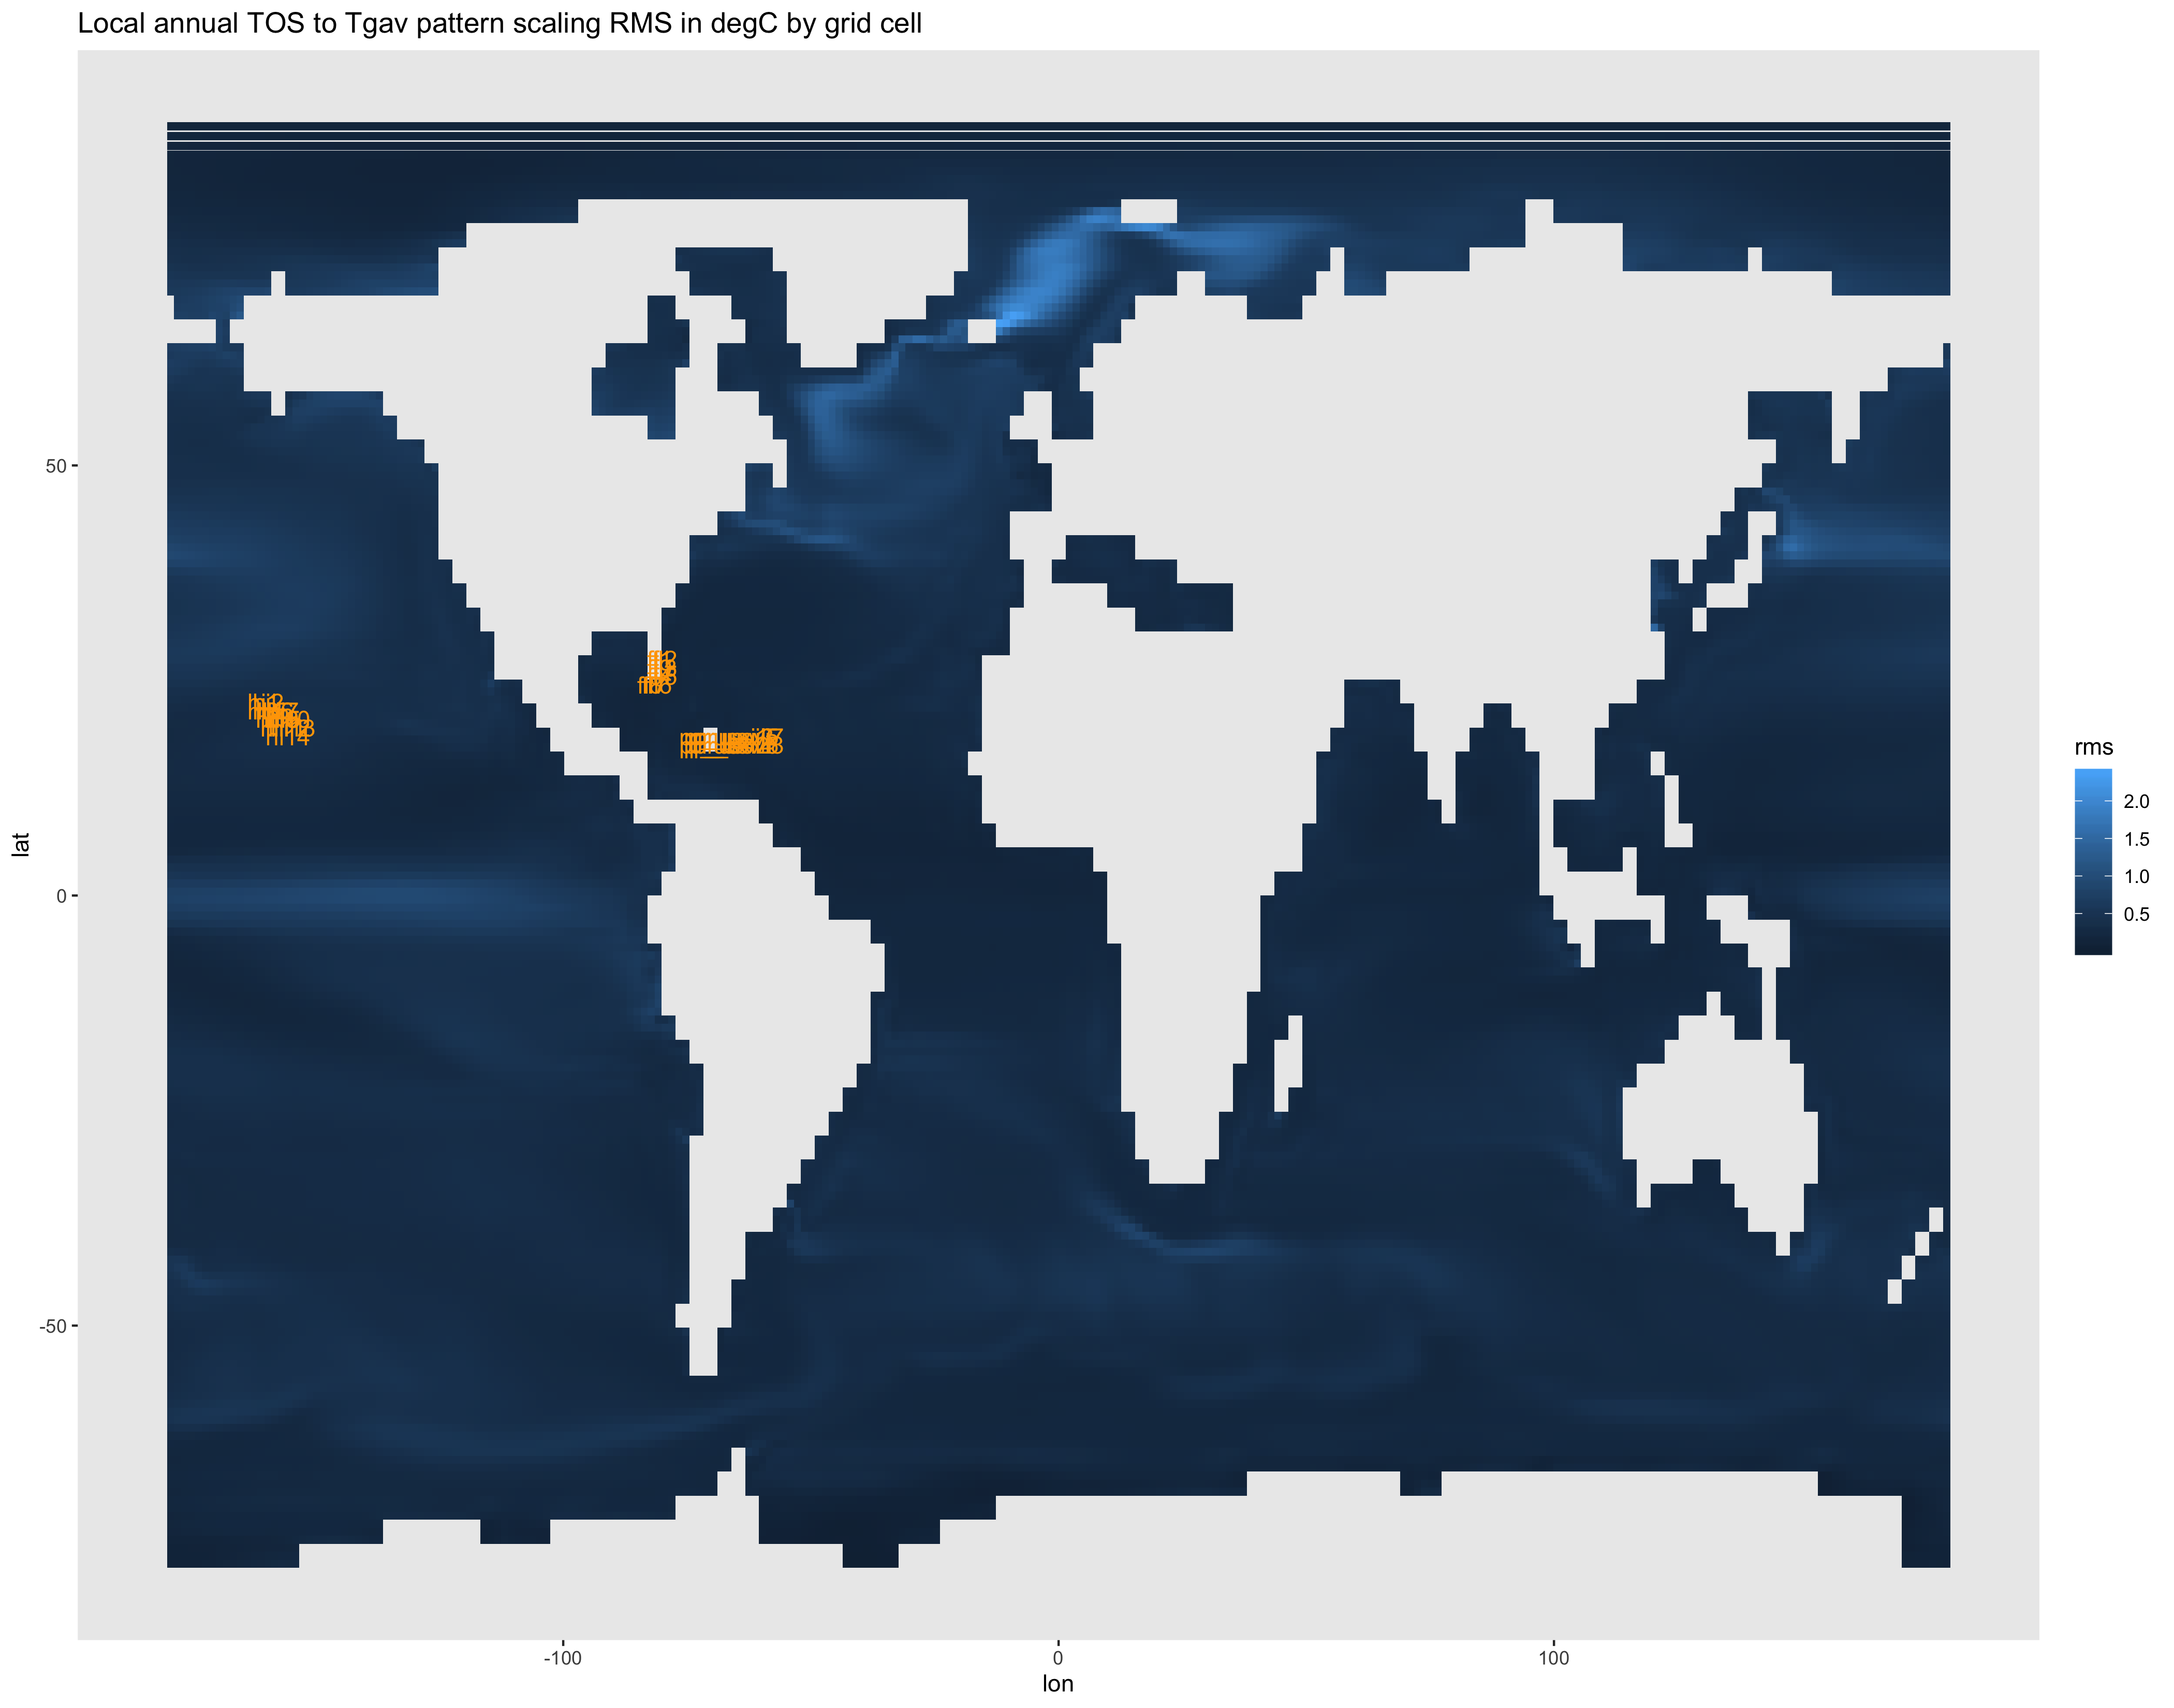 Local annual TOS to Tgav pattern scaling RMS in degC by grid cell
lat
50
0
-50
-100
0
100
lon
rms
2.0
1.5
1.0
0.5